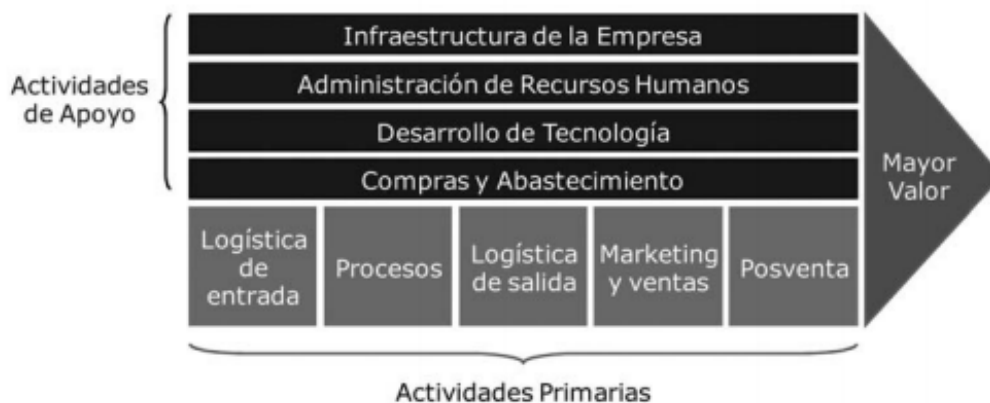 Actividades
de Apoyo
Infraestructura de la Empresa
Administración de Recursos Humanos
Desarrollo de Tecnología
Compras y Abastecimiento
Logística
de
entrada
Procesos
Logística
de salida
Marketing
y ventas
Posventa
Mayor
Valor
Actividades Primarias